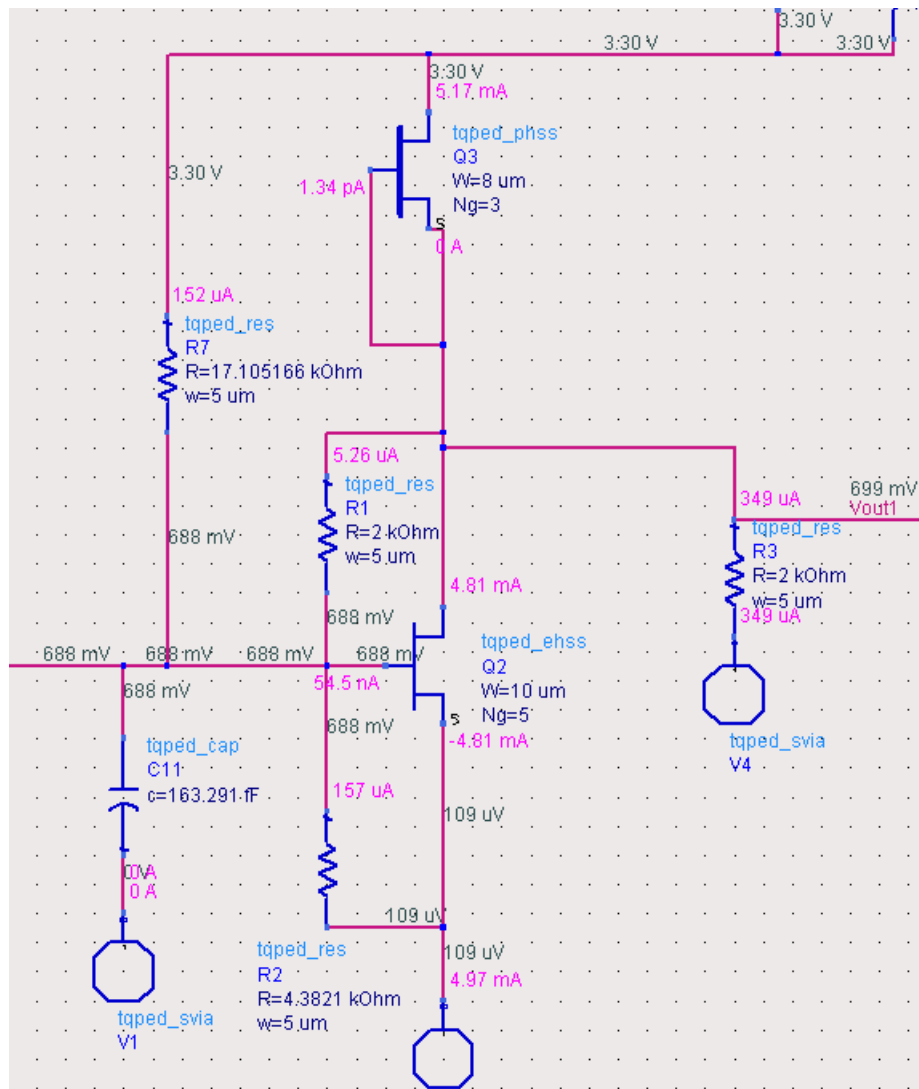 3.30 V
3.30 V
3.30 V
3.30 V
5.17 mA
tqped_phss
Q3
W=8 um
Ng=3
1.34 pA
S
0 A
3.30 V
152 uA
tqped_res
R7
R=17.105166 kOhm
w=5 um
688 mV
5.26 uA
tqped_res
R1
R=2 kOhm
w=5 um
688 mV
699 mV
Vout1
349 uA
tqped_res
R3
R=2 kOhm
w=5 um
349 uA
tqped_svia
V4
4.81 mA
tqped_ehss
Q2
W=10 um
Ng=5
S
-4.81 mA
688 mV
688 mV
688 mV
688 mV
54.5 nA
688 mV
688 mV
tqped_cap
C11
c=163.291 fF
0 A
0 A
tqped_svia
V1
157 uA
109 uV
109 uV
tqped_res
R2
R=4.3821 kOhm
w=5 um
109 uV
4.97 mA